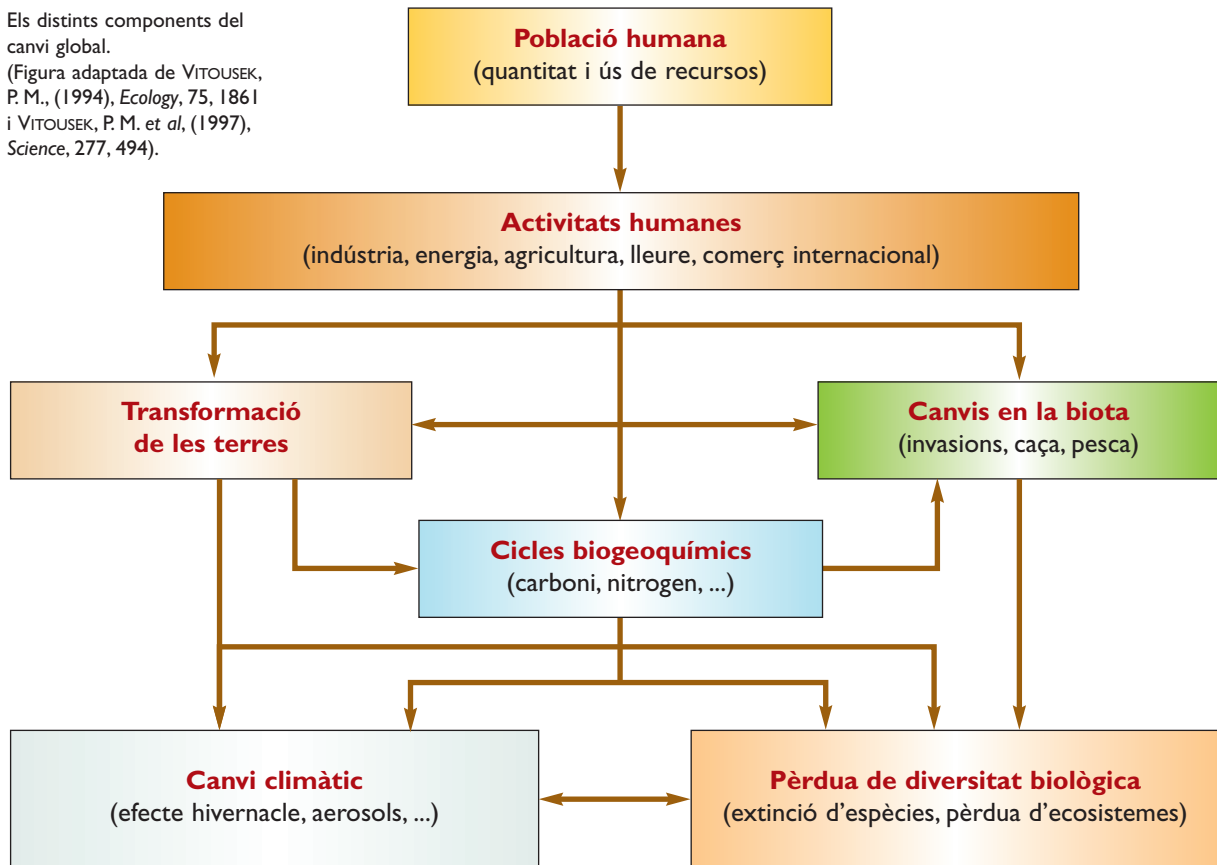 Els distints components del
canvi global.
(Figura adaptada de VITOUSEK,
P. M., (1994), Ecology, 75, 1861
i VITOUSEK, P. M. et al, (1997),
Science, 277, 494).
Població humana
(quantitat i ús de recursos)
Activitats humanes
(indústria, energia, agricultura, lleure, comerç internacional)
Transformació
de les terres
Canvis en la biota
(invasions, caça, pesca)
Cicles biogeoquímics
(carboni, nitrogen, ...)
Canvi climàtic
(efecte hivernacle, aerosols, ...)
Pèrdua de diversitat biològica
(extinció d'espècies, pèrdua d'ecosistemes)